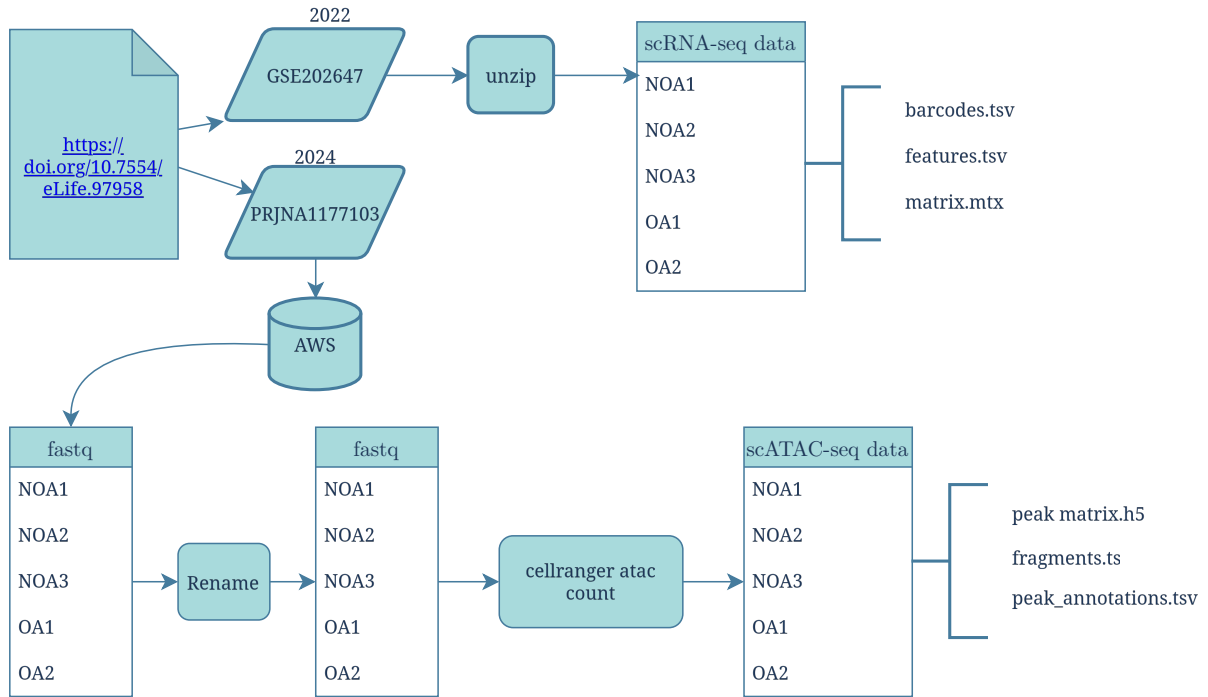 2022
GSE202647
unzip
scRNA-seq data
NOA1
NOA2
NOA3
OA1
OA2
barcodes.tsv
features.tsv
matrix.mtx
https://
doi.org/10.7554/
eLife.97958
2024
PRJNA1177103
AWS
fastq
NOA1
NOA2
NOA3
OA1
OA2
Rename
fastq
NOA1
NOA2
NOA3
OA1
OA2
cellranger atac
count
scATAC-seq data
NOA1
NOA2
NOA3
OA1
OA2
peak matrix.h5
fragments.ts
peak_annotations.tsv